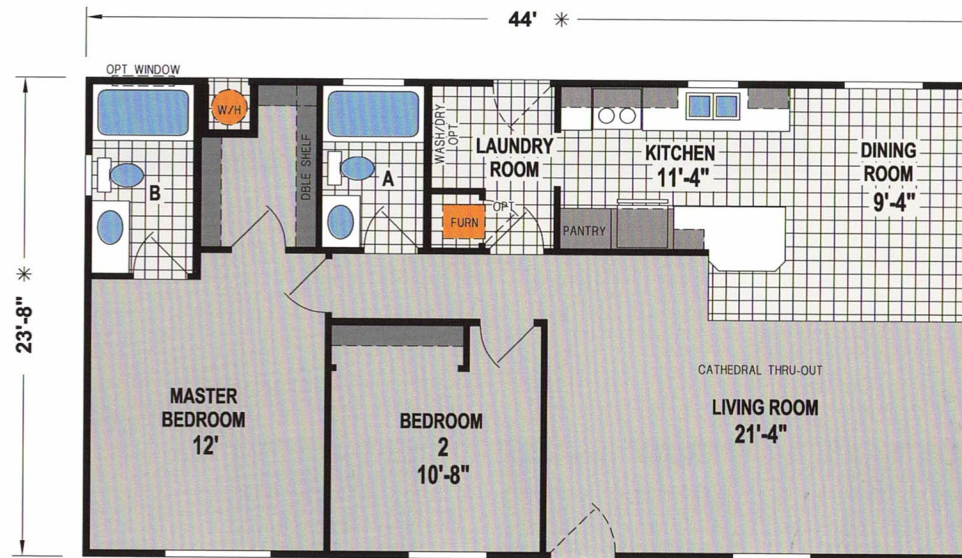 44' ✳
OPT WINDOW
W/H
DBLE SHELF
A
B
WASH/DRY
OPT
LAUNDRY
ROOM
KITCHEN
11'-4"
DINING
ROOM
9'-4"
FURN
OPT
PANTRY
23'-8" ✳
CATHEDRAL THRU-OUT
MASTER
BEDROOM
12'
BEDROOM
2
10'-8"
LIVING ROOM
21'-4"